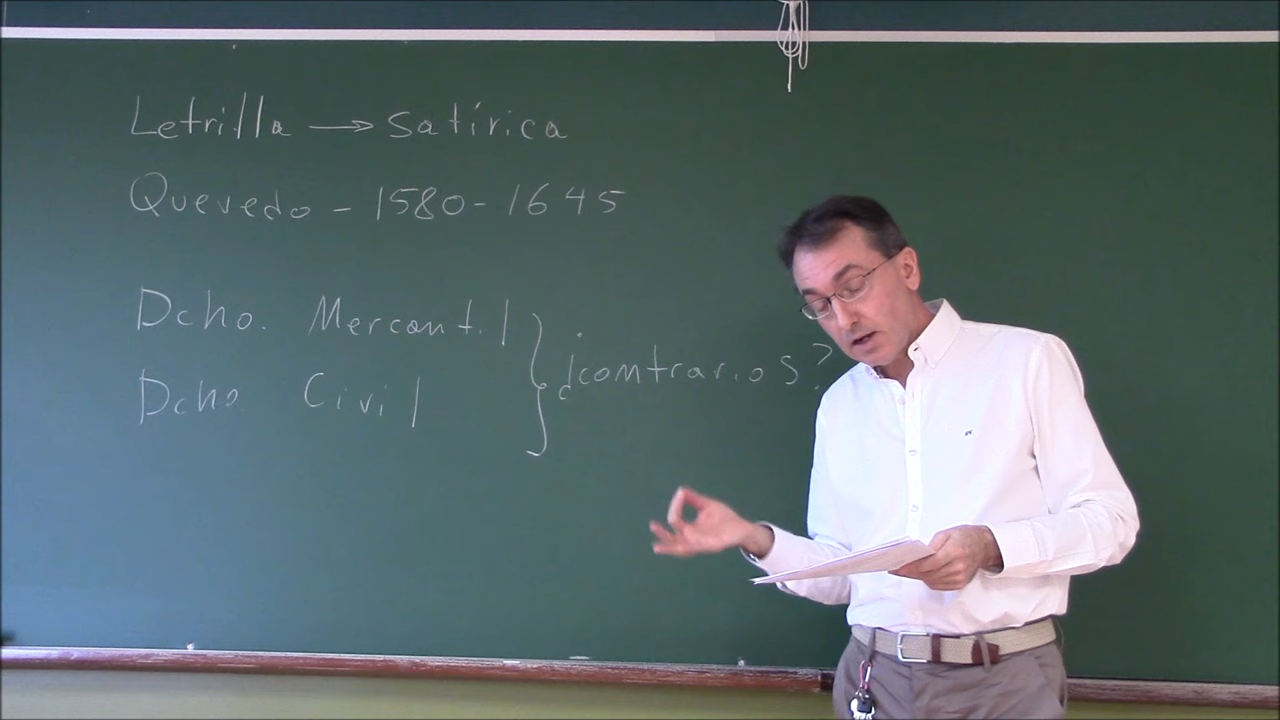 Letrilla → satírica
Quevedo - 1580 - 1645
Dcho. Mercantil
Dcho. Civil
¿contrarios?